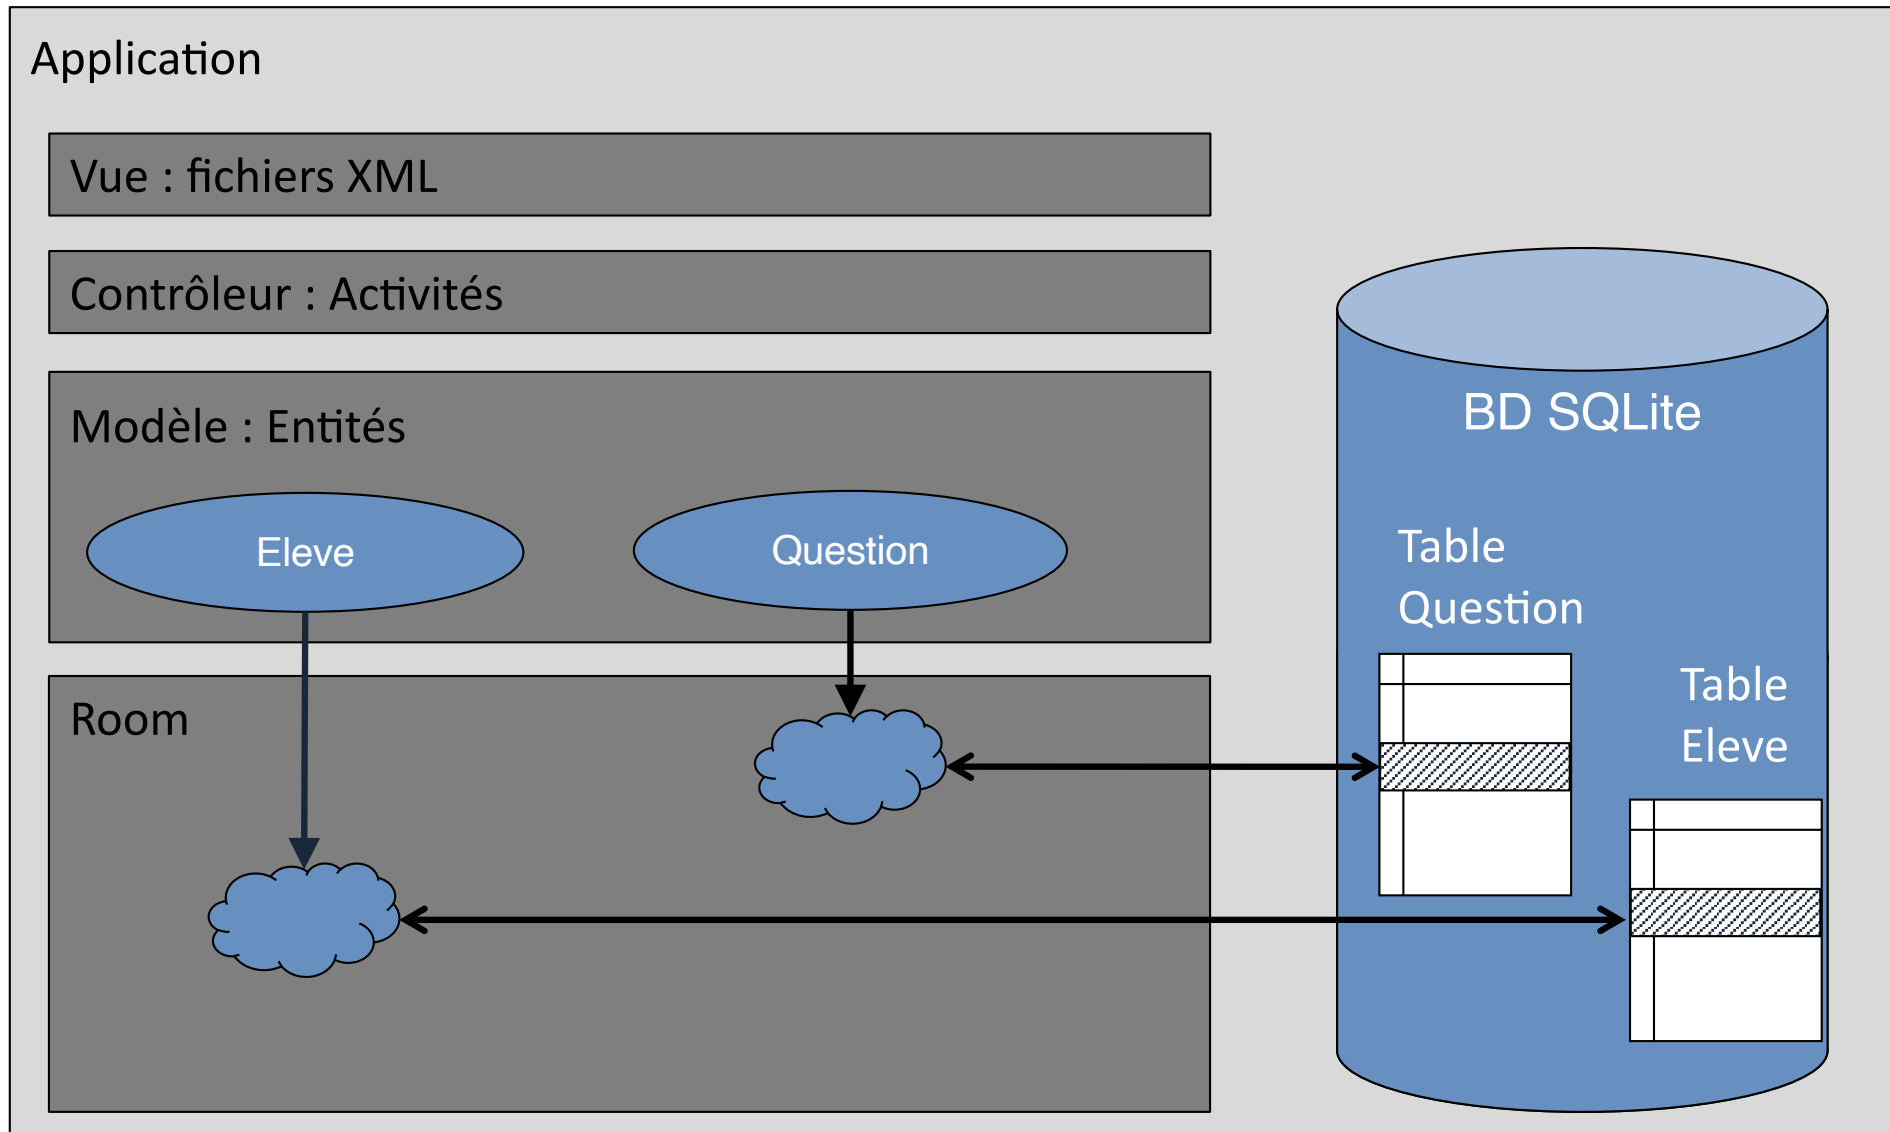 Application
Vue : fichiers XML
Contrôleur : Activités
Modèle : Entités
Eleve
Question
Room
BD SQLite
Table
Question
Table
Eleve